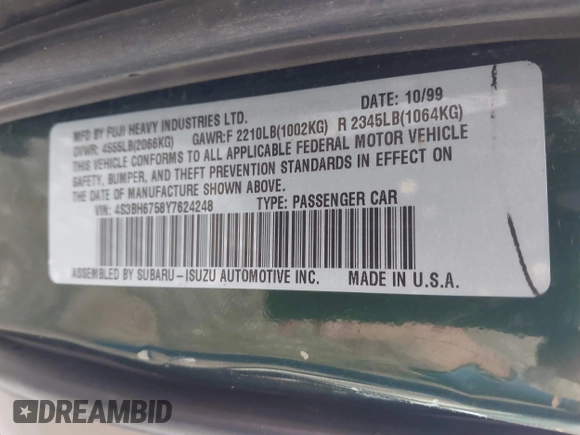 MFD BY FUJI HEAVY INDUSTRIES LTD. DATE: 10/99
GVWR: 4555LB(2066KG) GAWR:F 2210LB(1002KG) R 2345LB(1064KG)
THIS VEHICLE CONFORMS TO ALL APPLICABLE FEDERAL MOTOR VEHICLE
SAFETY, BUMPER, AND THEFT PREVENTION STANDARDS IN EFFECT ON
THE DATE OF MANUFACTURE SHOWN ABOVE.
VIN: 4S3BH6758Y7624248 TYPE: PASSENGER CAR
ASSEMBLED BY SUBARU-ISUZU AUTOMOTIVE INC. MADE IN U.S.A.
DREAMBID